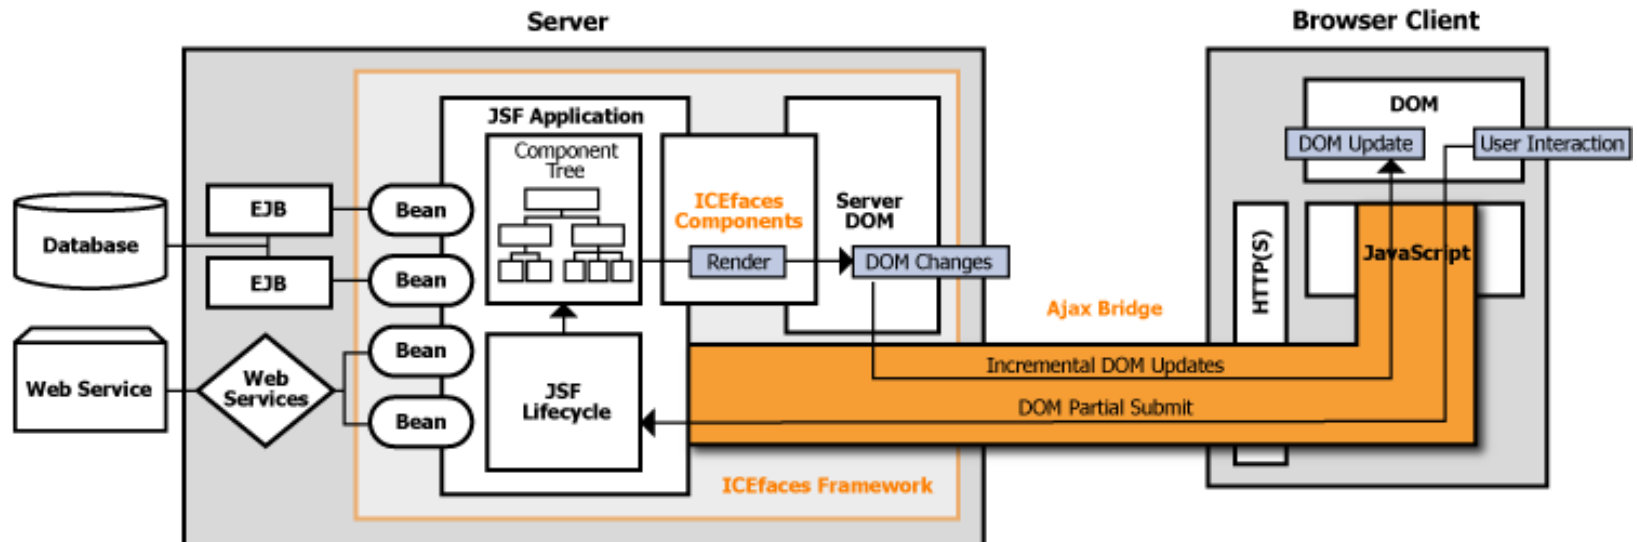 Server
Browser Client
JSF Application
DOM
Component
Tree
DOM Update
User Interaction
EJB
Bean
ICEfaces
Components
Server
DOM
Database
HTTP(S)
JavaScript
Render
DOM Changes
EJB
Bean
Ajax Bridge
Bean
Incremental DOM Updates
Web Service
Web
Services
JSF
Lifecycle
DOM Partial Submit
Bean
ICEfaces Framework